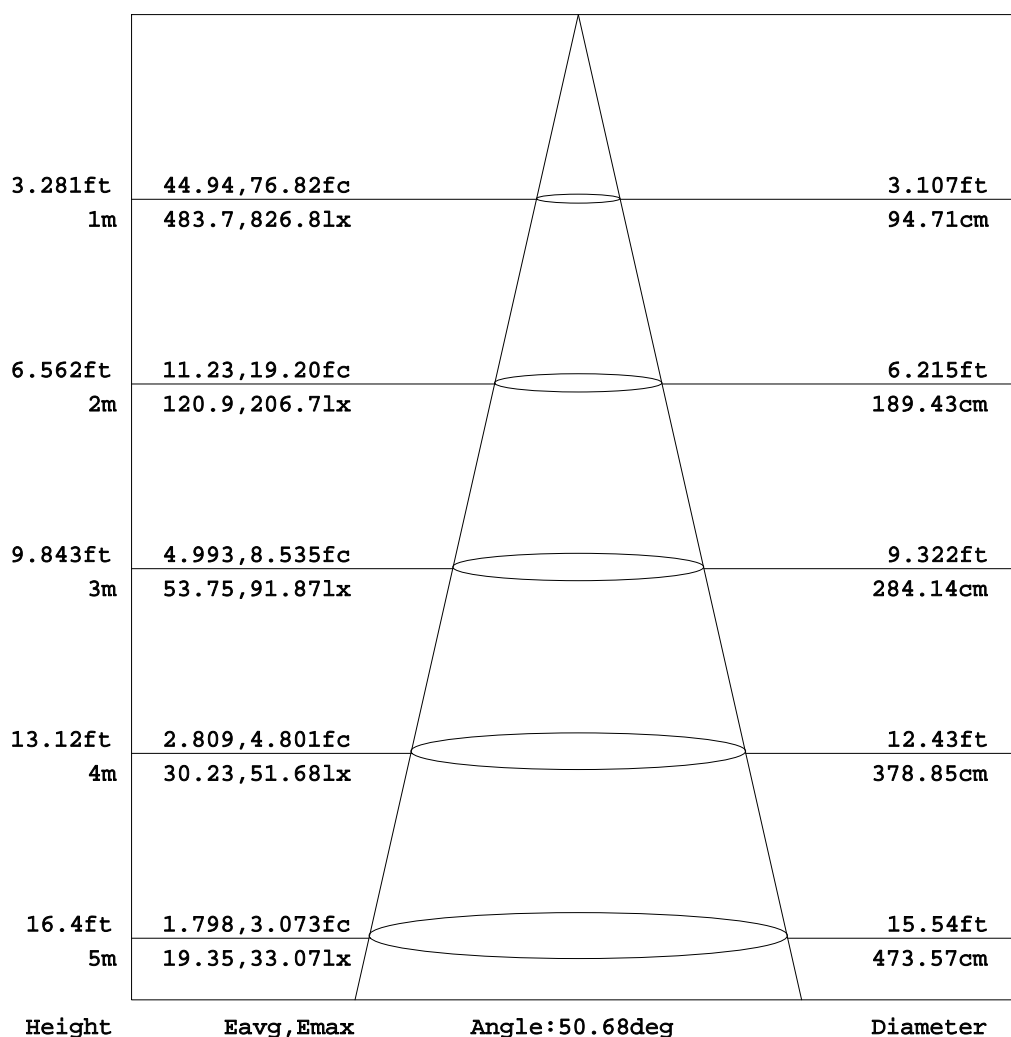 3.281ft 44.94,76.82fc 3.107ft
1m 483.7,826.8lx 94.71cm
6.562ft 11.23,19.20fc 6.215ft
2m 120.9,206.7lx 189.43cm
9.843ft 4.993,8.535fc 9.322ft
3m 53.75,91.87lx 284.14cm
13.12ft 2.809,4.801fc 12.43ft
4m 30.23,51.68lx 378.85cm
16.4ft 1.798,3.073fc 15.54ft
5m 19.35,33.07lx 473.57cm
Height Eavg,Emax Angle:50.68deg Diameter